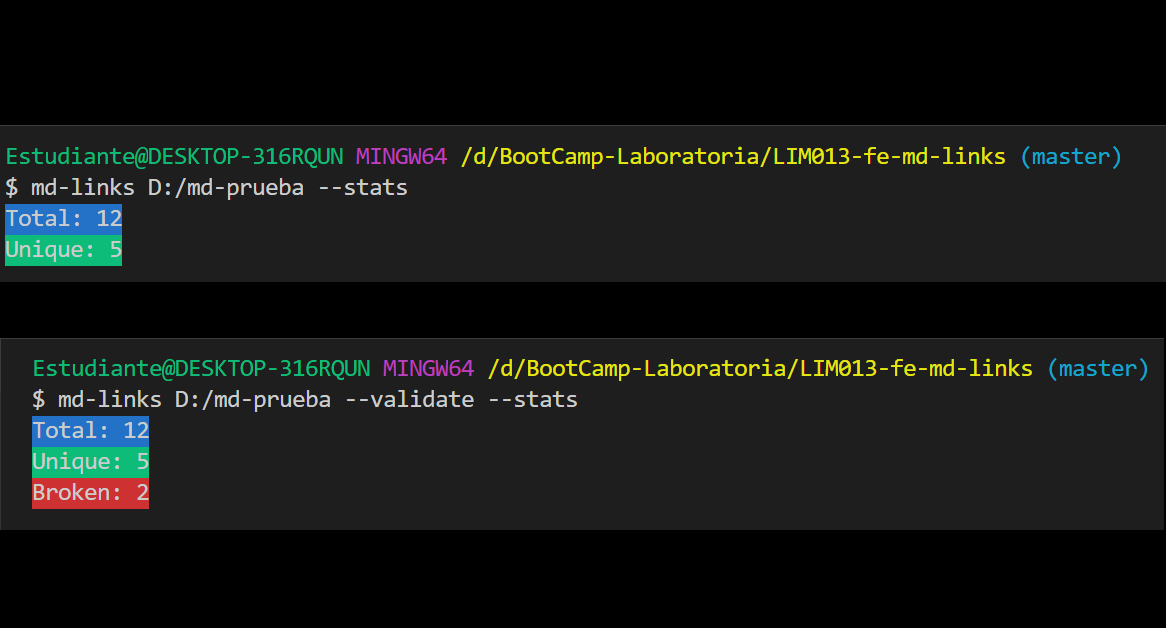 Estudiante@DESKTOP-316RQUN MINGW64 /d/BootCamp-Laboratoria/LIM013-fe-md-links (master)
$ md-links D:/md-prueba --stats
Total: 12
Unique: 5
Estudiante@DESKTOP-316RQUN MINGW64 /d/BootCamp-Laboratoria/LIM013-fe-md-links (master)
$ md-links D:/md-prueba --validate --stats
Total: 12
Unique: 5
Broken: 2